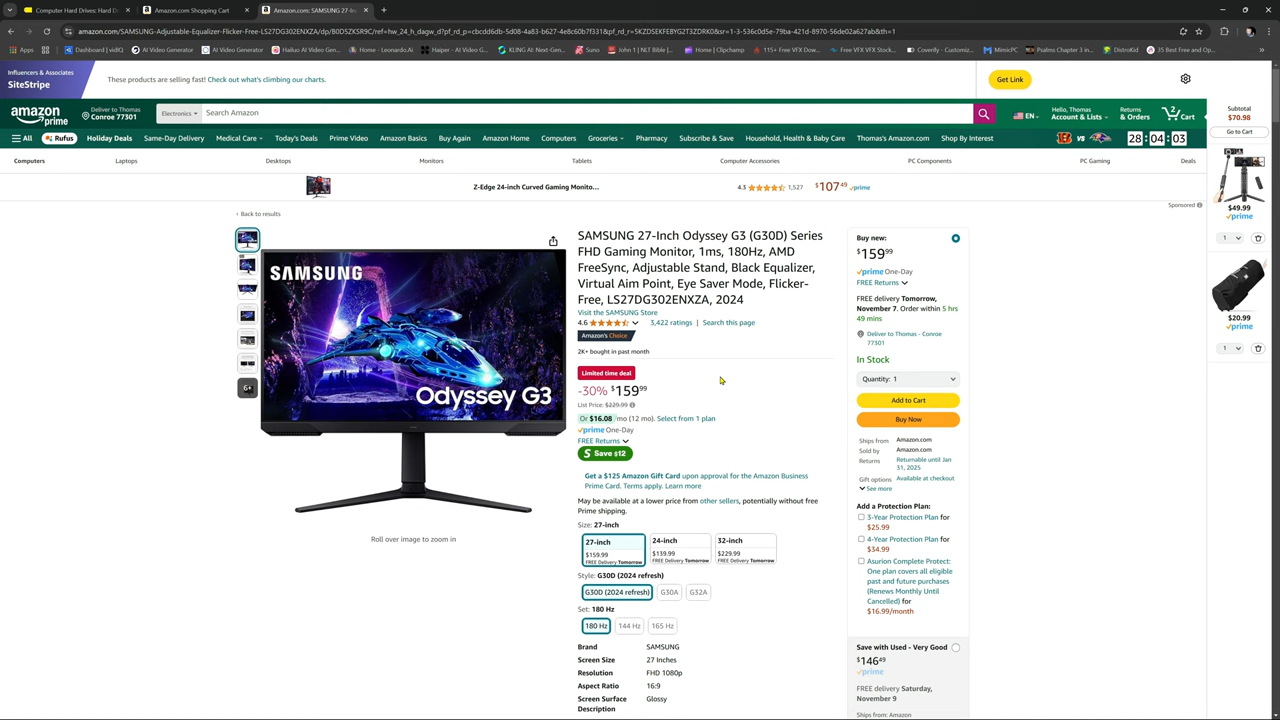 Computer Hard Drives: Hard D
Amazon.com Shopping Cart
Amazon.com: SAMSUNG 27-In
amazon.com/SAMSUNG-Adjustable-Equalizer-Flicker-Free-LS27DG302ENXZA/dp/B0D5ZXSR9C/ref=hw_24_h_dagw_d?pf_rd_p=cbcdd6db-5d08-4a83-b627-4e8c60b7f331&pf_rd_r=5KZDSEKFEBYG2T3ZDRK0&sr=1-3-536c0d5e-79ba-421d-8970-56de02a627ab&th=1
Apps
Dashboard | vidIQ
AI Video Generator
AI Video Generator
Hailuo AI Video Gener...
Home - Leonardo.Ai
Haiper - AI Video G...
KLING AI: Next-Gen...
Suno
John 1 | NLT Bible |...
Home | Clipchamp
115+ Free VFX Dow...
Free VFX VFX Stock...
Coverify - Customiz...
MimicPC
Psalms Chapter 3 in...
DistroKid
35 Best Free and Op...
Influencers & Associates
SiteStripe
These products are selling fast! Check out what's climbing our charts.
Get Link
amazon prime
Deliver to Thomas
Conroe 77301
Electronics
Search Amazon
EN
Hello, Thomas
Account & Lists
Returns
& Orders
2
Cart
All
Rufus
Holiday Deals
Same-Day Delivery
Medical Care
Today's Deals
Prime Video
Amazon Basics
Buy Again
Amazon Home
Computers
Groceries
Pharmacy
Subscribe & Save
Household, Health & Baby Care
Thomas's Amazon.com
Shop By Interest
VS
28:04:03
Computers
Laptops
Desktops
Monitors
Tablets
Computer Accessories
PC Components
PC Gaming
Deals
Z-Edge 24-inch Curved Gaming Monito...
4.3
1,527
$107 49 prime
Sponsored
‹ Back to results
SAMSUNG
Odyssey G3
6+
Roll over image to zoom in
SAMSUNG 27-Inch Odyssey G3 (G30D) Series
FHD Gaming Monitor, 1ms, 180Hz, AMD
FreeSync, Adjustable Stand, Black Equalizer,
Virtual Aim Point, Eye Saver Mode, Flicker-
Free, LS27DG302ENXZA, 2024
Visit the SAMSUNG Store
4.6
3,422 ratings | Search this page
Amazon's Choice
2K+ bought in past month
Limited time deal
-30% $159 99
List Price: $229.99
Or $16.08 /mo (12 mo). Select from 1 plan
prime One-Day
FREE Returns
Save $12
Get a $125 Amazon Gift Card upon approval for the Amazon Business
Prime Card. Terms apply. Learn more
May be available at a lower price from other sellers, potentially without free
Prime shipping.
Size: 27-inch
27-inch
$159.99
FREE Delivery Tomorrow
24-inch
$139.99
FREE Delivery Tomorrow
32-inch
$229.99
FREE Delivery Tomorrow
Style: G30D (2024 refresh)
G30D (2024 refresh)
G30A
G32A
Set: 180 Hz
180 Hz
144 Hz
165 Hz
Brand SAMSUNG
Screen Size 27 Inches
Resolution FHD 1080p
Aspect Ratio 16:9
Screen Surface Glossy
Description
Buy new:
$159 99
prime One-Day
FREE Returns
FREE delivery Tomorrow,
November 7. Order within 5 hrs
49 mins
Deliver to Thomas - Conroe
77301
In Stock
Quantity: 1
Add to Cart
Buy Now
Ships from Amazon.com
Sold by Amazon.com
Returns Returnable until Jan
31, 2025
Gift options Available at checkout
See more
Add a Protection Plan:
3-Year Protection Plan for
$25.99
4-Year Protection Plan for
$34.99
Asurion Complete Protect:
One plan covers all eligible
past and future purchases
(Renews Monthly Until
Cancelled) for
$16.99/month
Save with Used - Very Good
$146 49
prime
FREE delivery Saturday,
November 9
Ships from: Amazon
Subtotal
$70.98
Go to Cart
$49.99
prime
1
$20.99
prime
1